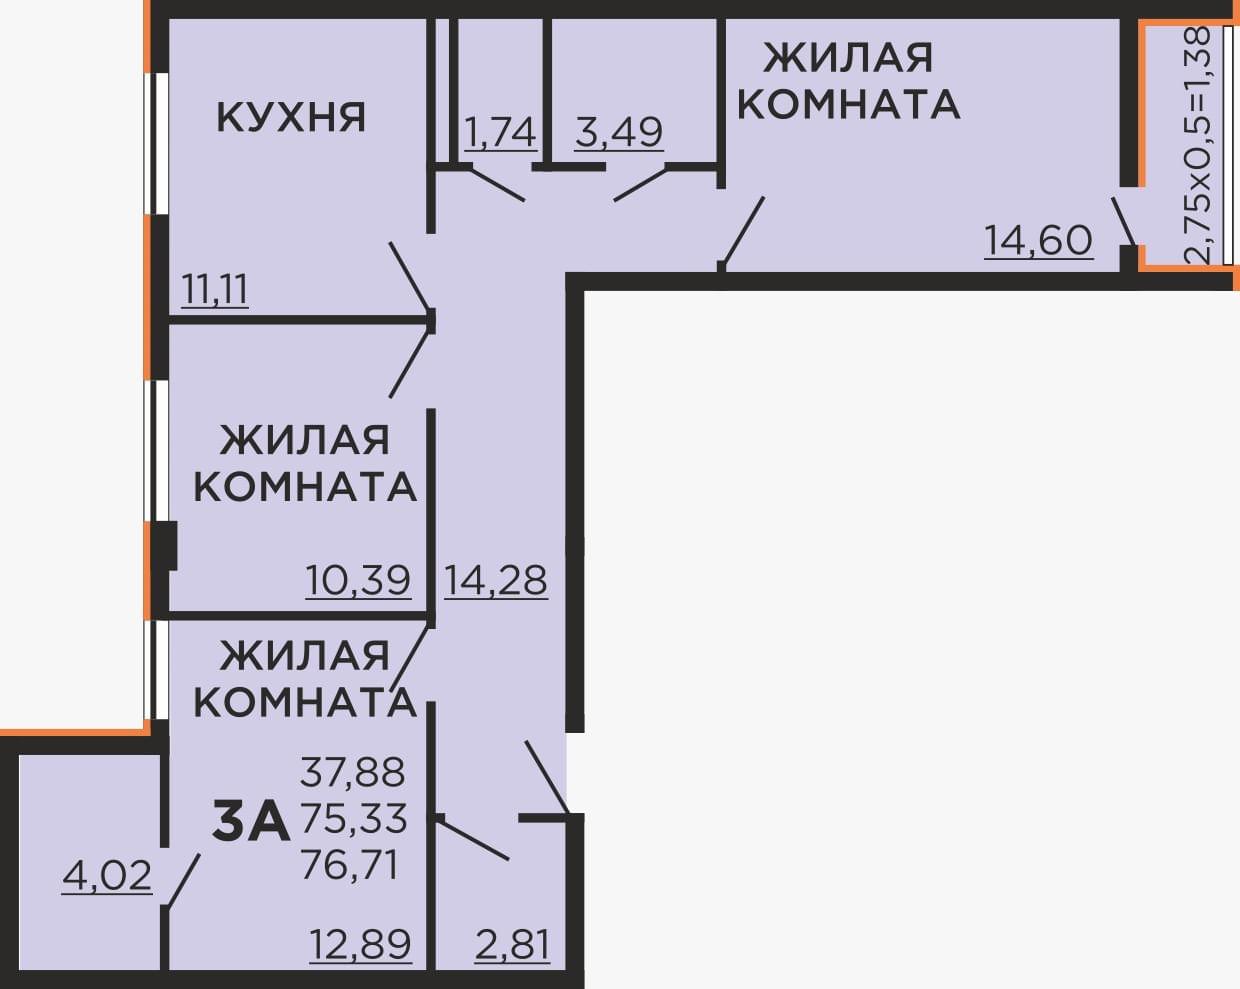 КУХНЯ
11,11
1,74
3,49
ЖИЛАЯ
КОМНАТА
14,60
2,75х0,5=1,38
ЖИЛАЯ
КОМНАТА
10,39
14,28
ЖИЛАЯ
КОМНАТА
3А
37,88
75,33
76,71
4,02
12,89
2,81